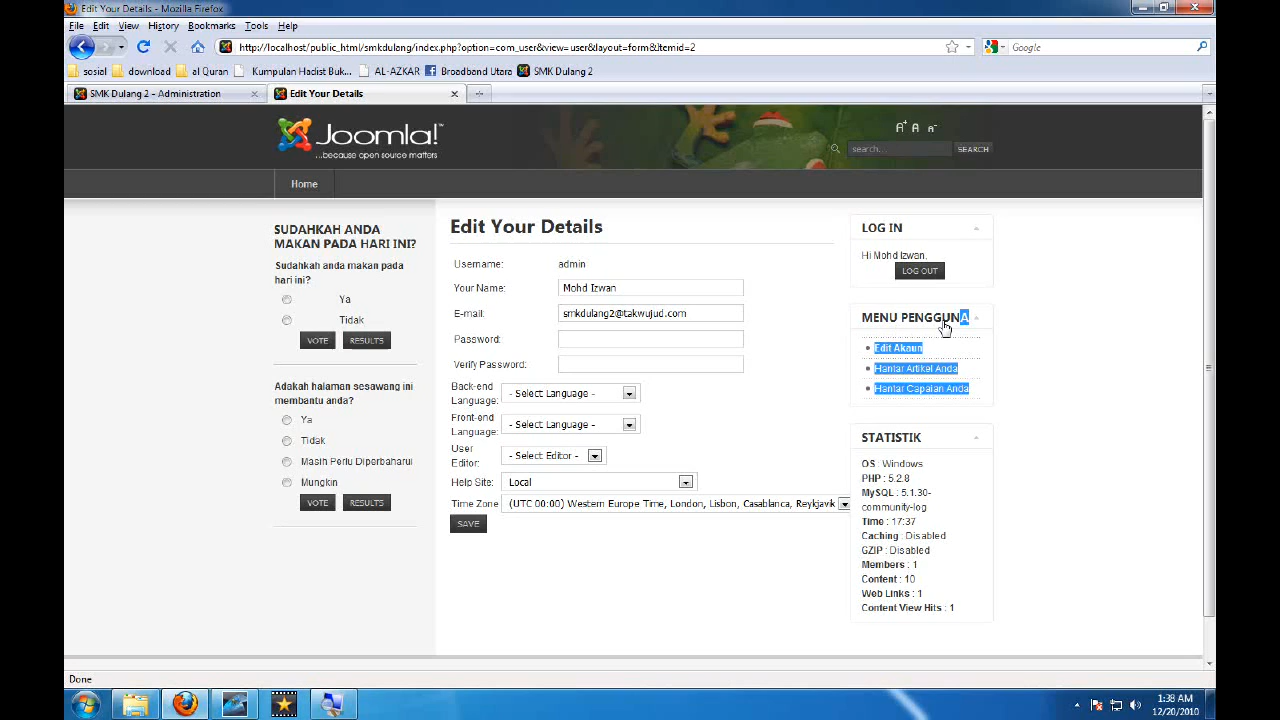 Edit Your Details - Mozilla Firefox
File Edit View History Bookmarks Tools Help
http://localhost/public_html/smkdulang/index.php?option=com_user&view=user&layout=form&Itemid=2
Google
sosial download al Quran Kumpulan Hadist Buk... AL-AZKAR Broadband Utara SMK Dulang 2
SMK Dulang 2 - Administration
Edit Your Details
Joomla!
...because open source matters
A+ A a-
search...
SEARCH
Home
SUDAHKAH ANDA
MAKAN PADA HARI INI?
Sudahkah anda makan pada
hari ini?
Ya
Tidak
VOTE RESULTS
Adakah halaman sesawang ini
membantu anda?
Ya
Tidak
Masih Perlu Diperbaharui
Mungkin
VOTE RESULTS
Edit Your Details
Username: admin
Your Name: Mohd Izwan
E-mail: smkdulang2@takwujud.com
Password:
Verify Password:
Back-end
Language: - Select Language -
Front-end
Language: - Select Language -
User
Editor: - Select Editor -
Help Site: Local
Time Zone (UTC 00:00) Western Europe Time, London, Lisbon, Casablanca, Reykjavik
SAVE
LOG IN
Hi Mohd Izwan,
LOG OUT
MENU PENGGUNA
Edit Akaun
Hantar Artikel Anda
Hantar Capaian Anda
STATISTIK
OS : Windows
PHP : 5.2.8
MySQL : 5.1.30-
community-log
Time : 17:37
Caching : Disabled
GZIP : Disabled
Members : 1
Content : 10
Web Links : 1
Content View Hits : 1
Done
1:38 AM
12/20/2010